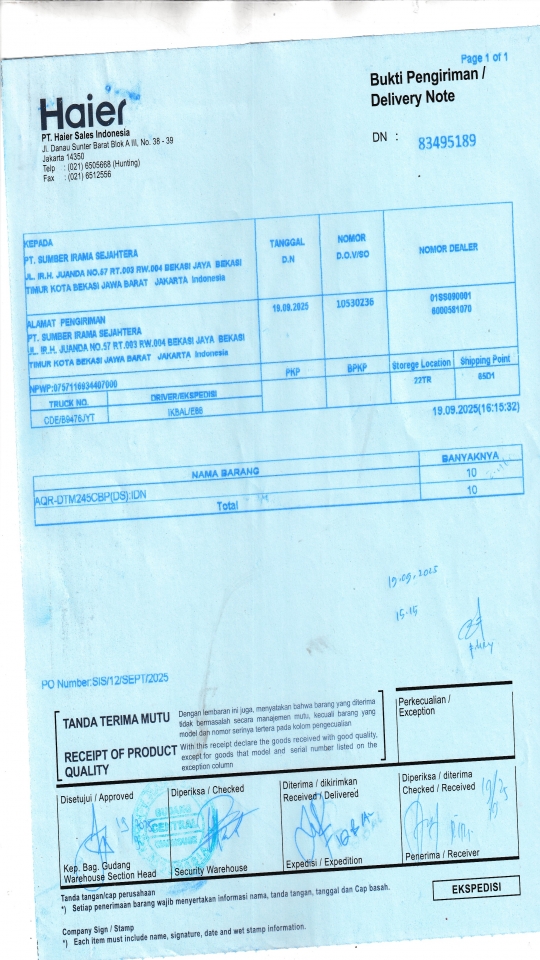 Page 1 of 1
Haier
PT. Haier Sales Indonesia
Jl. Danau Sunter Barat Blok A III, No. 38 - 39
Jakarta 14350
Telp : (021) 6505668 (Hunting)
Fax : (021) 6512556
Bukti Pengiriman /
Delivery Note
DN : 83495189
KEPADA
PT. SUMBER IRAMA SEJAHTERA
JL. IR.H. JUANDA NO.57 RT.003 RW.004 BEKASI JAYA BEKASI
TIMUR KOTA BEKASI JAWA BARAT JAKARTA Indonesia
TANGGAL
D.N
NOMOR
D.O.V/SO
NOMOR DEALER
ALAMAT PENGIRIMAN
PT. SUMBER IRAMA SEJAHTERA
JL. IR.H. JUANDA NO.57 RT.003 RW.004 BEKASI JAYA BEKASI
TIMUR KOTA BEKASI JAWA BARAT JAKARTA Indonesia
19.09.2025
10530236
01SS090001
6000581070
NPWP:0757116934407000
PKP
BPKP
Storege Location
Shipping Point
22TR
85D1
TRUCK NO.
DRIVER/EKSPEDISI
CDE/B9476JYT
IKBAL/E88
19.09.2025(16:15:32)
NAMA BARANG
BANYAKNYA
AQR-DTM245CBP(DS);IDN
10
Total
10
19.09.2025
15.15
PO Number:SIS/12/SEPT/2025
TANDA TERIMA MUTU
Dengan lembaran ini juga, menyatakan bahwa barang yang diterima
tidak bermasalah secara manajemen mutu, kecuali barang yang
model dan nomor serinya tertera pada kolom pengecualian
RECEIPT OF PRODUCT
QUALITY
With this receipt declare the goods received with good quality,
except for goods that model and serial number listed on the
exception column
Perkecualian /
Exception
Disetujui / Approved
Diperiksa / Checked
Diterima / dikirimkan
Received / Delivered
Diperiksa / diterima
Checked / Received
Kep. Bag. Gudang
Warehouse Section Head
Security Warehouse
Expedisi / Expedition
Penerima / Receiver
Tanda tangan/cap perusahaan
*) Setiap penerimaan barang wajib menyertakan informasi nama, tanda tangan, tanggal dan Cap basah.
EKSPEDISI
Company Sign / Stamp
*) Each item must include name, signature, date and wet stamp information.